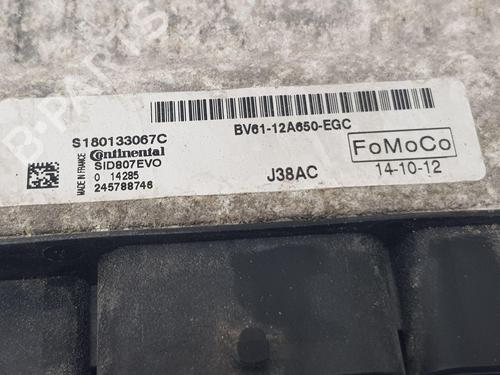 B-PARTS
S180133067C
MADE IN FRANCE
Continental
SID807EVO
0 14285
245788746
BV61-12A650-EGC
J38AC
FoMoCo
14-10-12